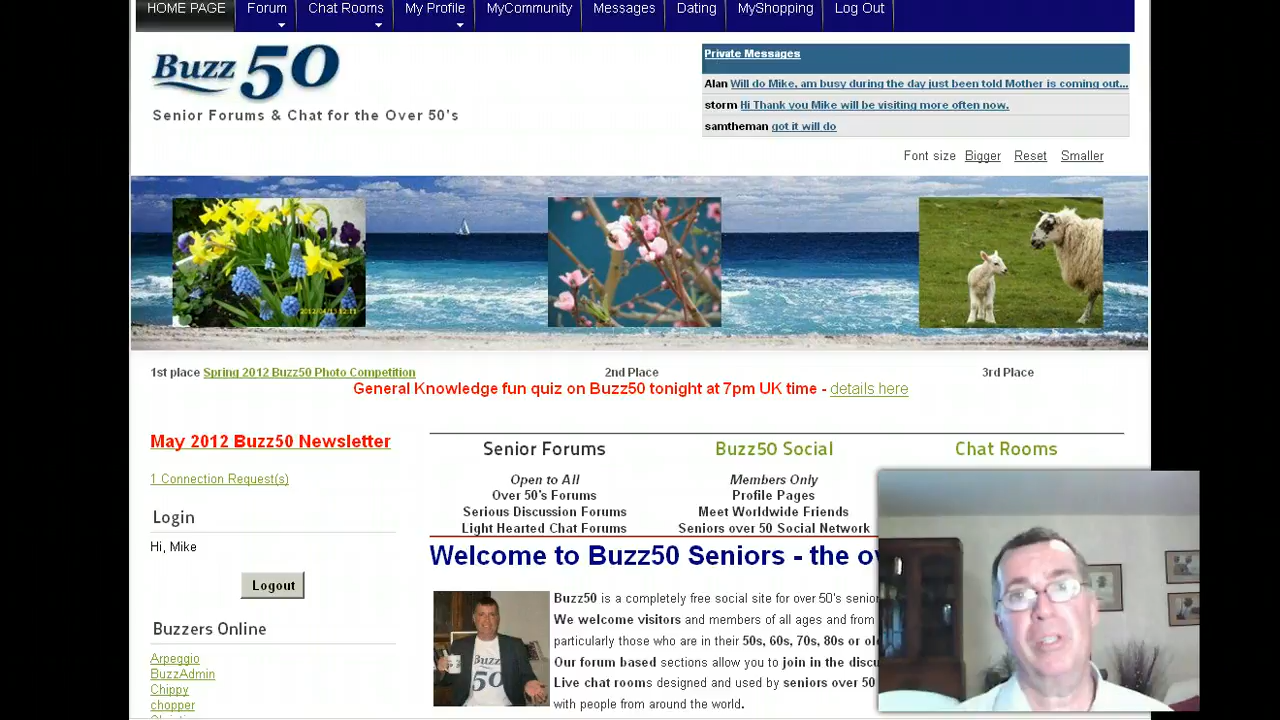 HOME PAGE Forum Chat Rooms My Profile MyCommunity Messages Dating MyShopping Log Out
Buzz 50
Senior Forums & Chat for the Over 50's
Private Messages
Alan Will do Mike, am busy during the day just been told Mother is coming out...
storm Hi Thank you Mike will be visiting more often now.
samtheman got it will do
Font size Bigger Reset Smaller
1st place Spring 2012 Buzz50 Photo Competition 2nd Place 3rd Place
General Knowledge fun quiz on Buzz50 tonight at 7pm UK time - details here
May 2012 Buzz50 Newsletter
1 Connection Request(s)
Login
Hi, Mike
Logout
Buzzers Online
Arpeggio
BuzzAdmin
Chippy
chopper
Senior Forums
Open to All
Over 50's Forums
Serious Discussion Forums
Light Hearted Chat Forums
Buzz50 Social
Members Only
Profile Pages
Meet Worldwide Friends
Seniors over 50 Social Network
Chat Rooms
Welcome to Buzz50 Seniors - the
Buzz50 is a completely free social site for over 50's senior
We welcome visitors and members of all ages and from
particularly those who are in their 50s, 60s, 70s, 80s or
Our forum based sections allow you to join in the
Live chat rooms designed and used by seniors over 50
with people from around the world.
Buzz
50